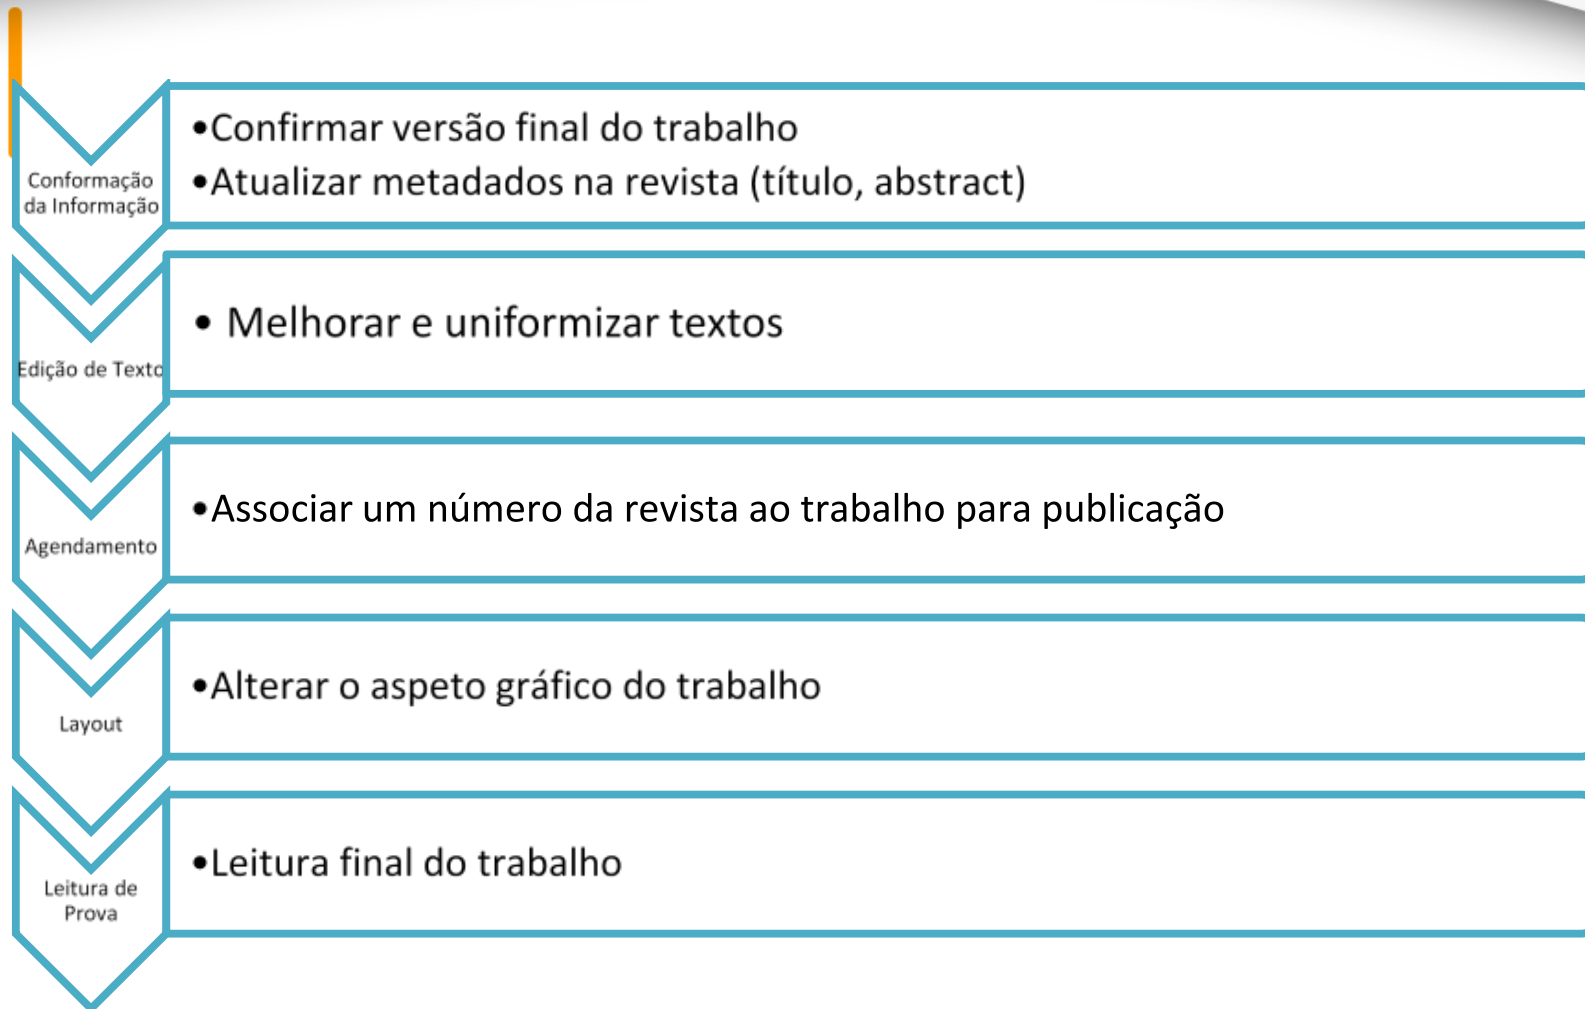 Conformação
da Informação
•Confirmar versão final do trabalho
•Atualizar metadados na revista (título, abstract)
Edição de Texto
• Melhorar e uniformizar textos
Agendamento
•Associar um número da revista ao trabalho para publicação
Layout
•Alterar o aspeto gráfico do trabalho
Leitura de
Prova
•Leitura final do trabalho